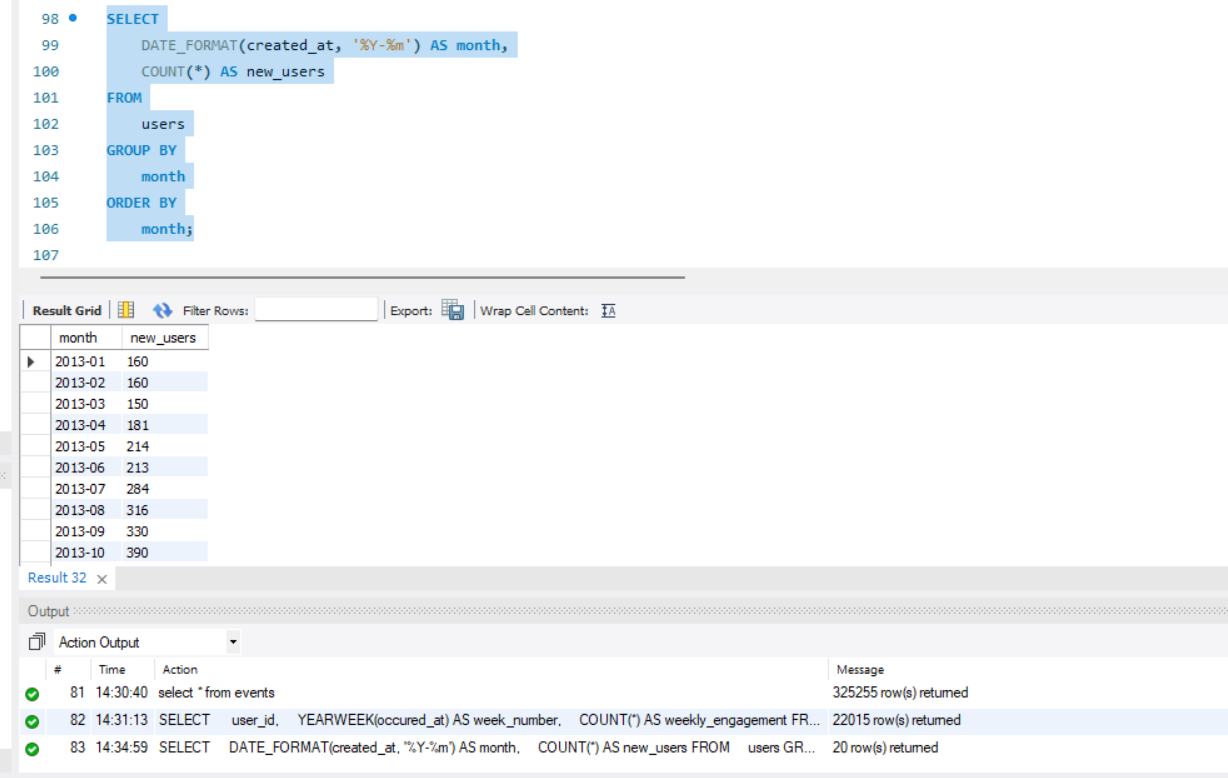 98 SELECT
99 DATE_FORMAT(created_at, '%Y-%m') AS month,
100 COUNT(*) AS new_users
101 FROM
102 users
103 GROUP BY
104 month
105 ORDER BY
106 month;
107
Result Grid Filter Rows: Export: Wrap Cell Content: IA
month new_users
2013-01 160
2013-02 160
2013-03 150
2013-04 181
2013-05 214
2013-06 213
2013-07 284
2013-08 316
2013-09 330
2013-10 390
Result 32 ×
Output
Action Output
# Time Action Message
81 14:30:40 select * from events 325255 row(s) returned
82 14:31:13 SELECT user_id, YEARWEEK(occured_at) AS week_number, COUNT(*) AS weekly_engagement FR... 22015 row(s) returned
83 14:34:59 SELECT DATE_FORMAT(created_at, '%Y-%m') AS month, COUNT(*) AS new_users FROM users GR... 20 row(s) returned